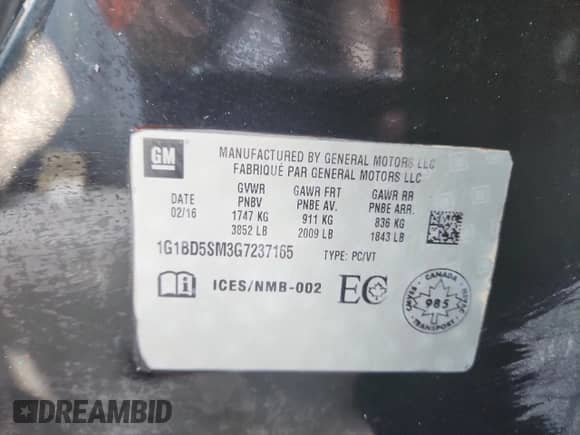 GM
MANUFACTURED BY GENERAL MOTORS LLC
FABRIQUÉ PAR GENERAL MOTORS LLC
GVWR GAWR FRT GAWR RR
DATE PNBV PNBE AV. PNBE ARR.
02/16 1747 KG 911 KG 836 KG
3852 LB 2009 LB 1843 LB
1G1BD5SM3G7237165 TYPE: PC/VT
i ICES/NMB-002 EC
CANADA
985
TRANSPORT
DREAMBID